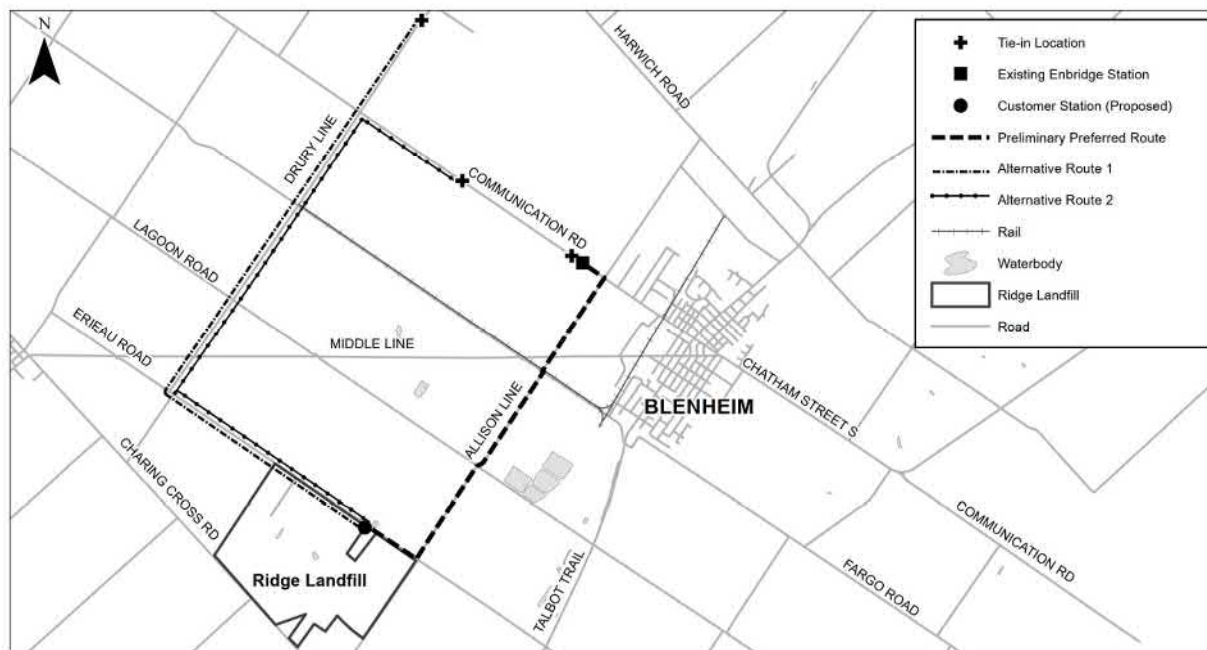 N
HARWICH ROAD
DRURY LINE
COMMUNICATION RD
LAGOON ROAD
ERIEAU ROAD
MIDDLE LINE
CHATHAM STREET S
BLENHEIM
ALLISON LINE
CHARING CROSS RD
COMMUNICATION RD
Ridge Landfill
TALBOT TRAIL
FARGO ROAD
Tie-in Location
Existing Enbridge Station
Customer Station (Proposed)
Preliminary Preferred Route
Alternative Route 1
Alternative Route 2
Rail
Waterbody
Ridge Landfill
Road